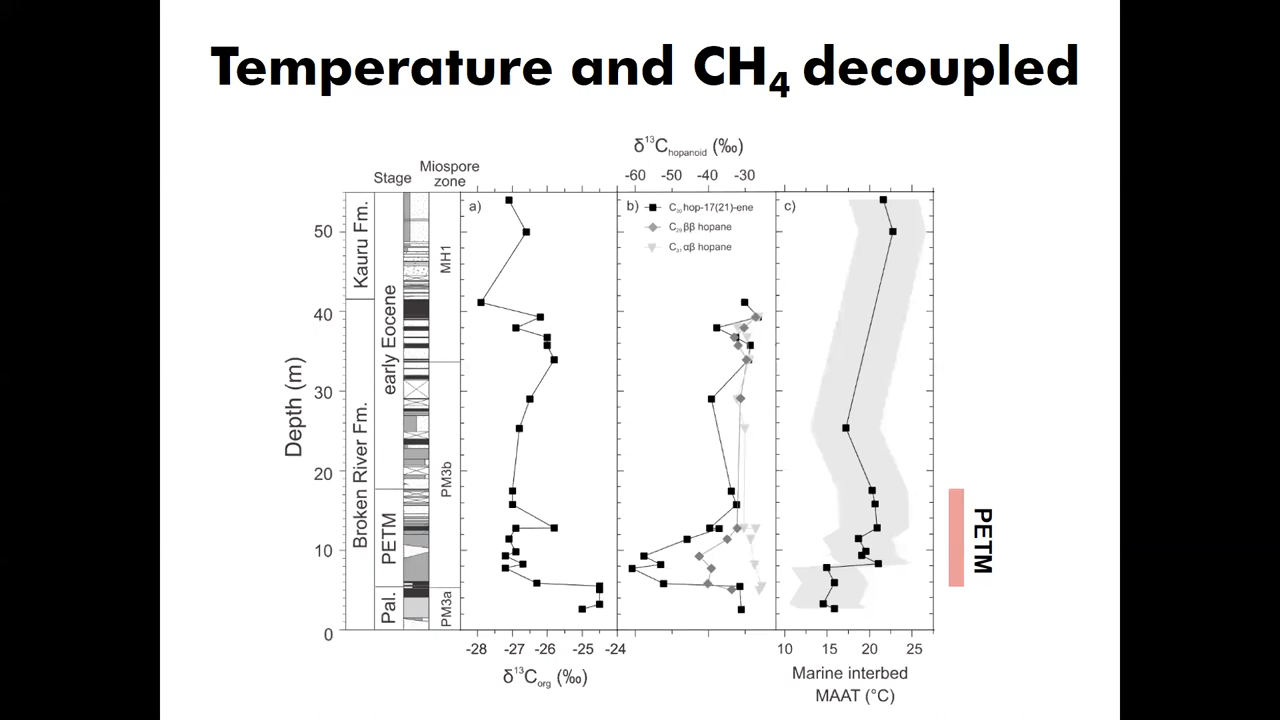 Temperature and CH4 decoupled
δ13Chopanoid (‰)
-60 -50 -40 -30
Stage
Miospore
zone
a)
b)
c)
C30 hop-17(21)-ene
C29 ββ hopane
C31 αβ hopane
Depth (m)
50
40
30
20
10
0
Kauru Fm.
Broken River Fm.
early Eocene
PETM
Pal.
MH1
PM3b
PM3a
PETM
-28 -27 -26 -25 -24
δ13Corg (‰)
10 15 20 25
Marine interbed
MAAT (°C)